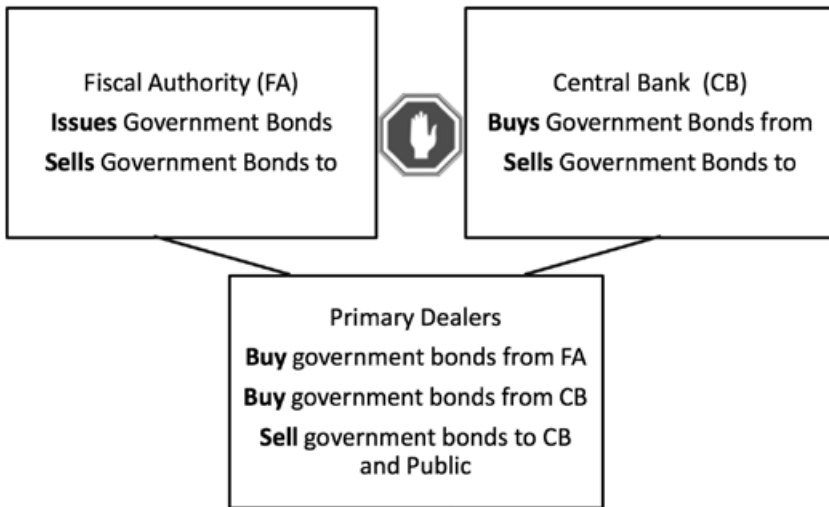 Fiscal Authority (FA)
Issues Government Bonds
Sells Government Bonds to
Central Bank (CB)
Buys Government Bonds from
Sells Government Bonds to
Primary Dealers
Buy government bonds from FA
Buy government bonds from CB
Sell government bonds to CB
and Public